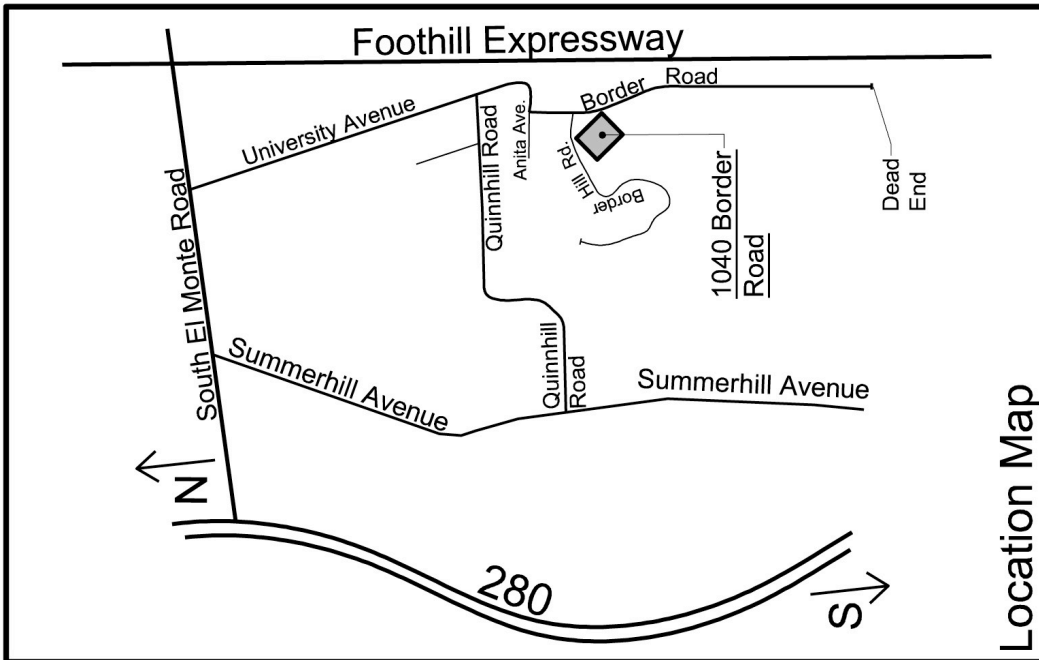 Foothill Expressway
University Avenue
Quinnhill Road
Anita Ave.
Border Road
Hill Rd.
Border
1040 Border
Road
Dead
End
South El Monte Road
Summerhill Avenue
Quinnhill
Road
Summerhill Avenue
N
280
S
Location Map